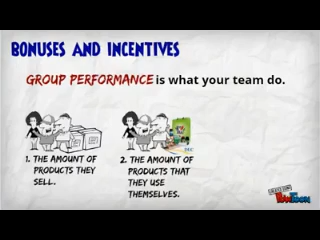 BONUSES AND INCENTIVES
GROUP PERFORMANCE is what your team do.
1. THE AMOUNT OF
PRODUCTS THEY
SELL.
2. THE AMOUNT OF
PRODUCTS THAT
THEY USE
THEMSELVES.